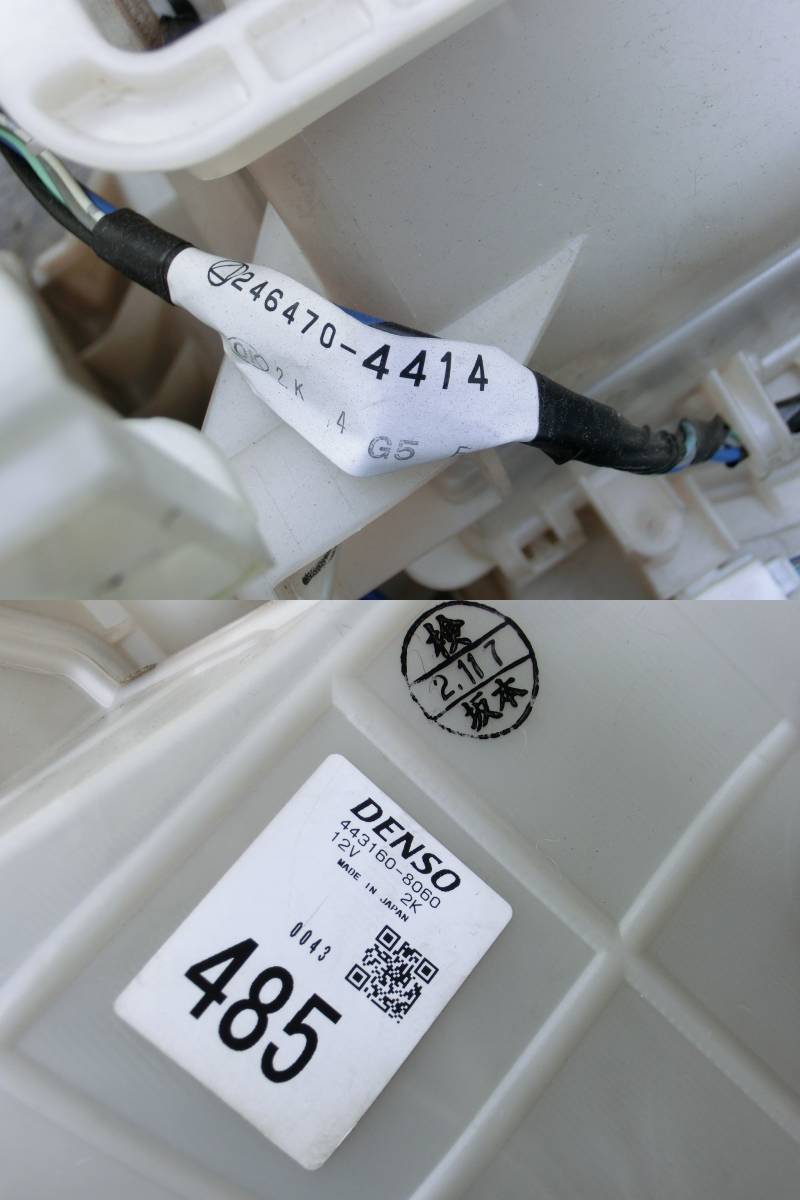 246470-4414
2K 4 G5
検
2.11 7
坂本
DENSO
443160-8060
12V 2K
MADE IN JAPAN
0043
485